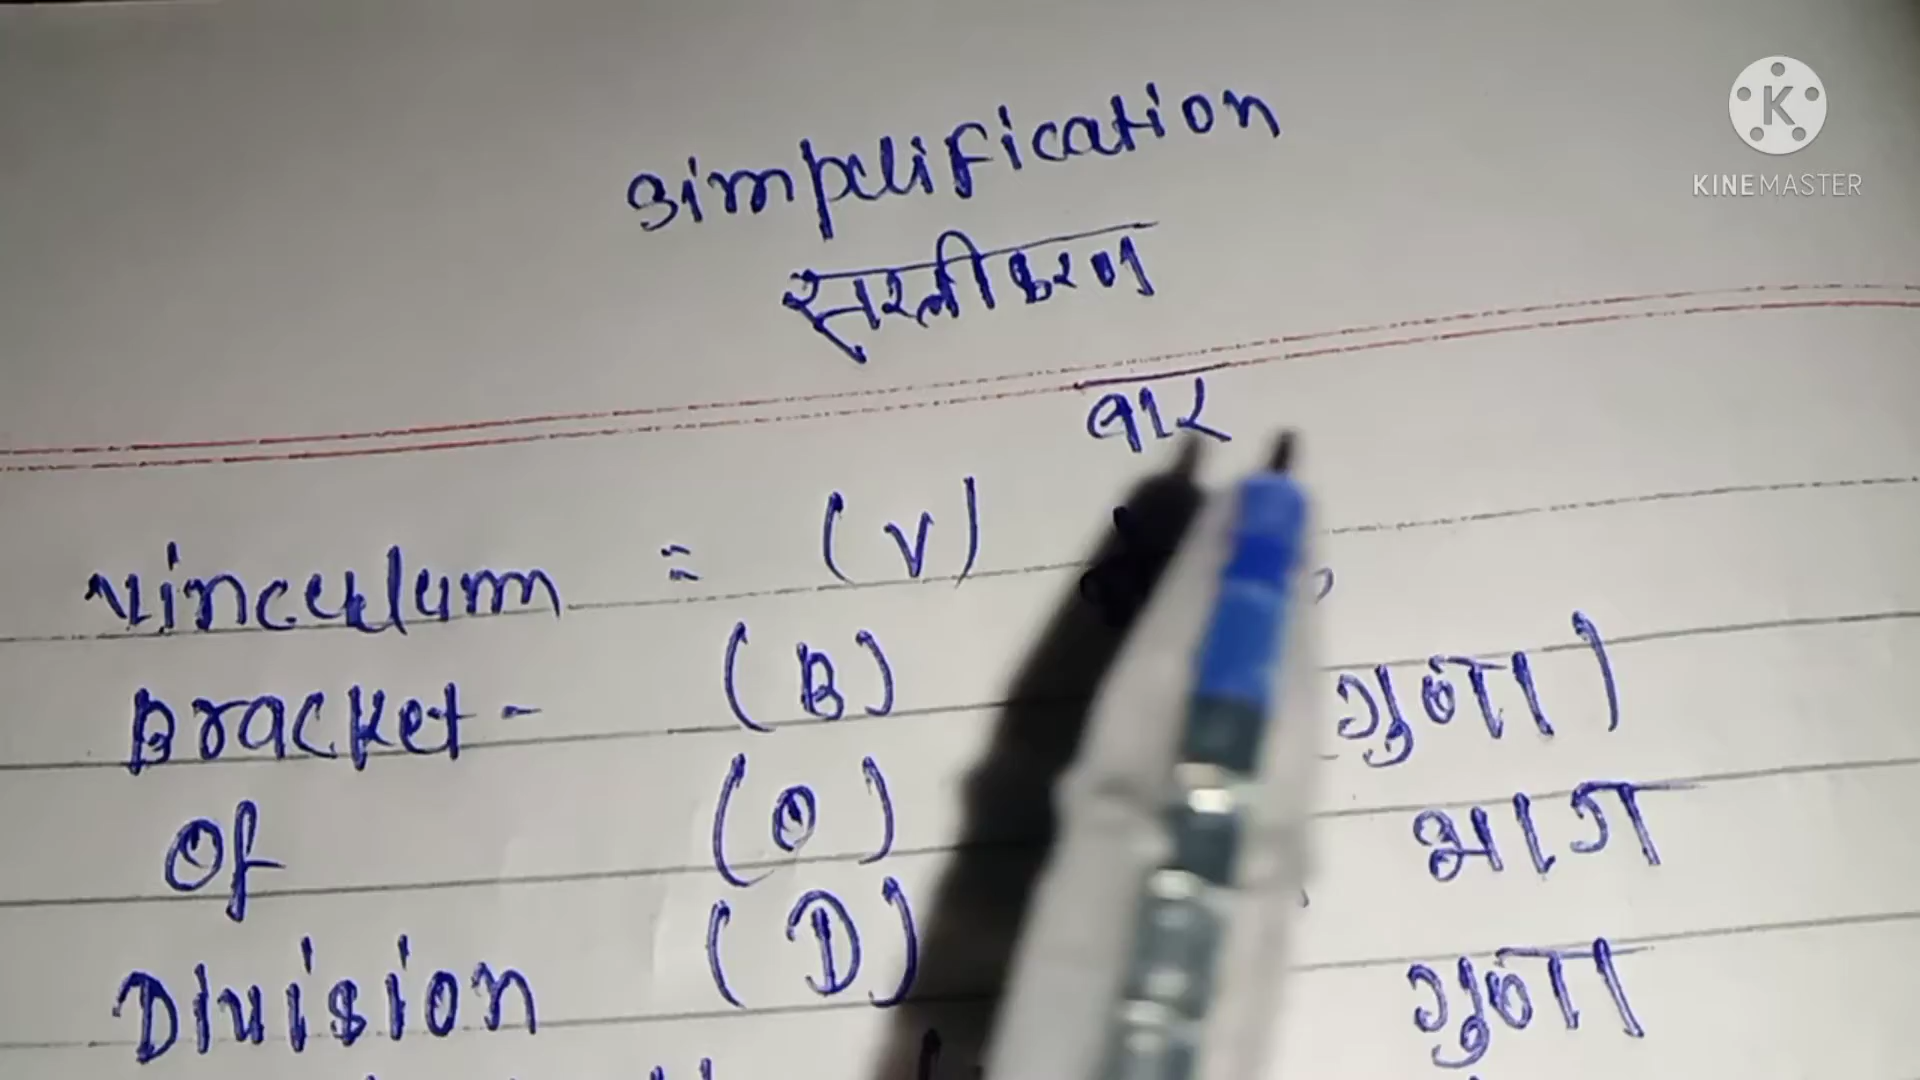 Simplification
सरलीकरण
बार
Vinculum = (V)
Bracket - (B) गुणा)
Of (O) भाग
Division (D) गुणा
KINEMASTER